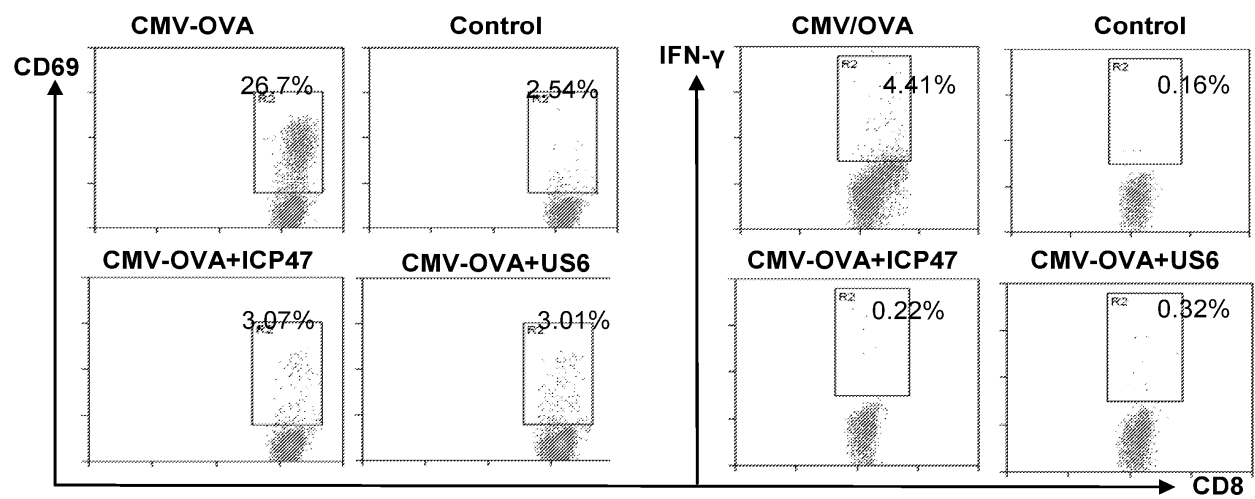 CMV-OVA Control CMV/OVA Control
CD69 IFN-γ
26.7% 2.54% 4.41% 0.16%
R2 R2 R2 R2
CMV-OVA+ICP47 CMV-OVA+US6 CMV-OVA+ICP47 CMV-OVA+US6
3.07% 3.01% 0.22% 0.32%
R2 R2 R2 R2
CD8